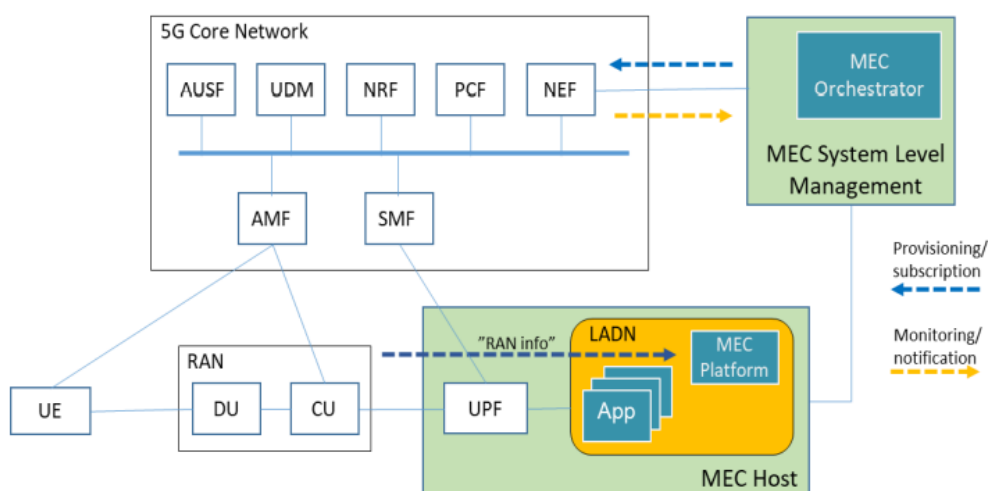 5G Core Network
AUSF
UDM
NRF
PCF
NEF
MEC
Orchestrator
MEC System Level
Management
AMF
SMF
Provisioning/
subscription
Monitoring/
notification
RAN
"RAN info"
LADN
MEC
Platform
UE
DU
CU
UPF
App
MEC Host